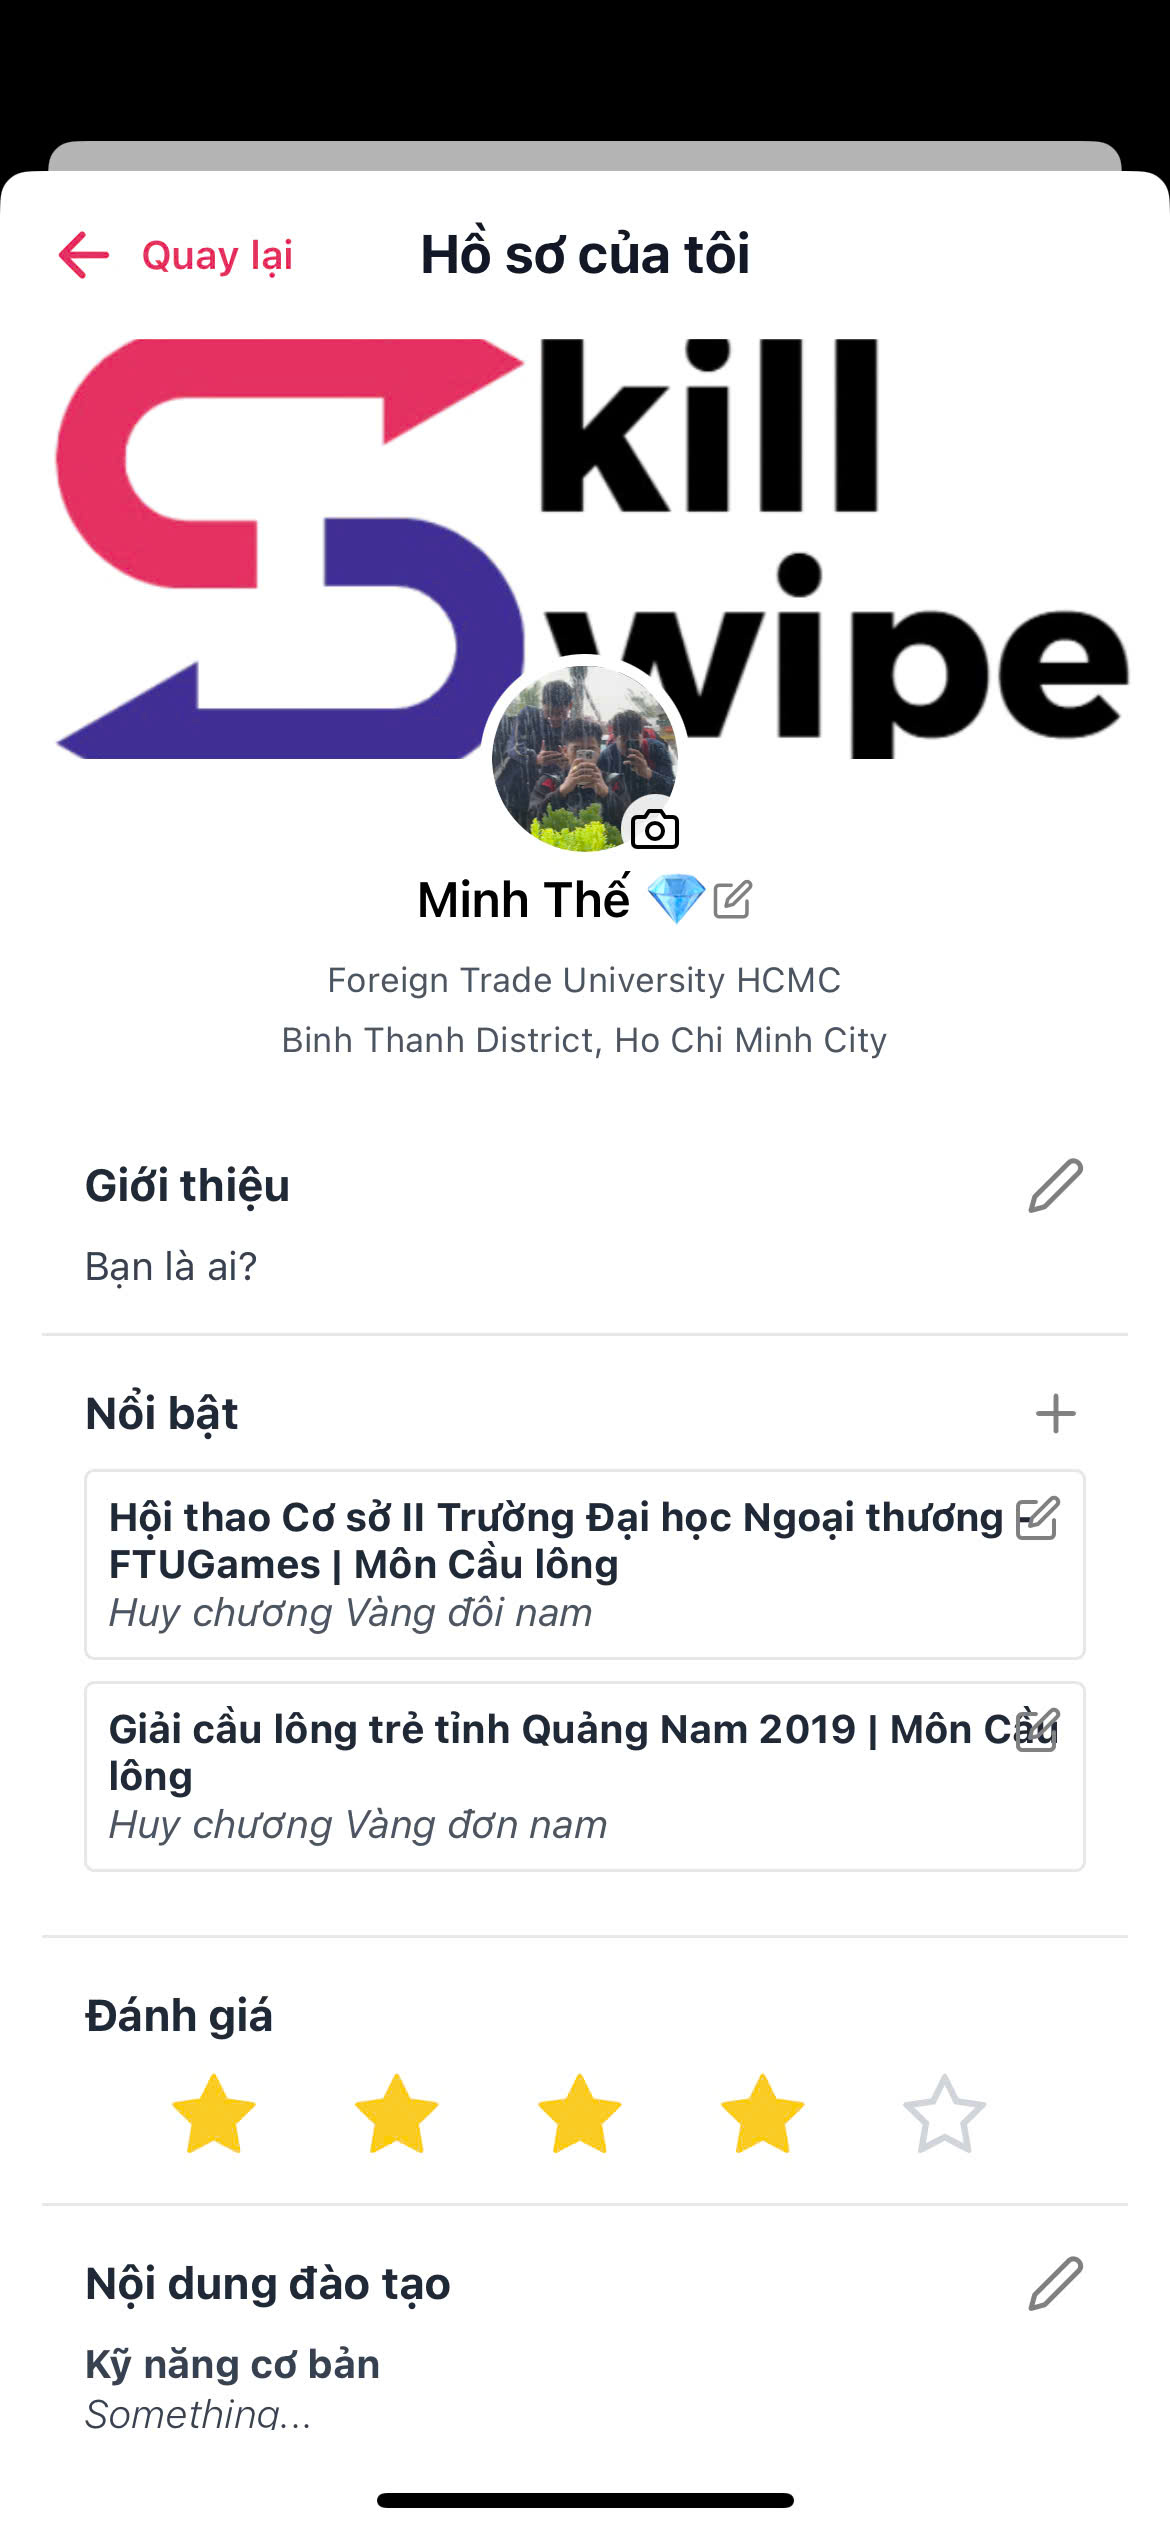 Quay lại
Hồ sơ của tôi
kill
wipe
Minh Thế 💎
Foreign Trade University HCMC
Binh Thanh District, Ho Chi Minh City
Giới thiệu
Bạn là ai?
Nổi bật
Hội thao Cơ sở II Trường Đại học Ngoại thương -
FTUGames | Môn Cầu lông
Huy chương Vàng đôi nam
Giải cầu lông trẻ tỉnh Quảng Nam 2019 | Môn Cầu
lông
Huy chương Vàng đơn nam
Đánh giá
Nội dung đào tạo
Kỹ năng cơ bản
Something...